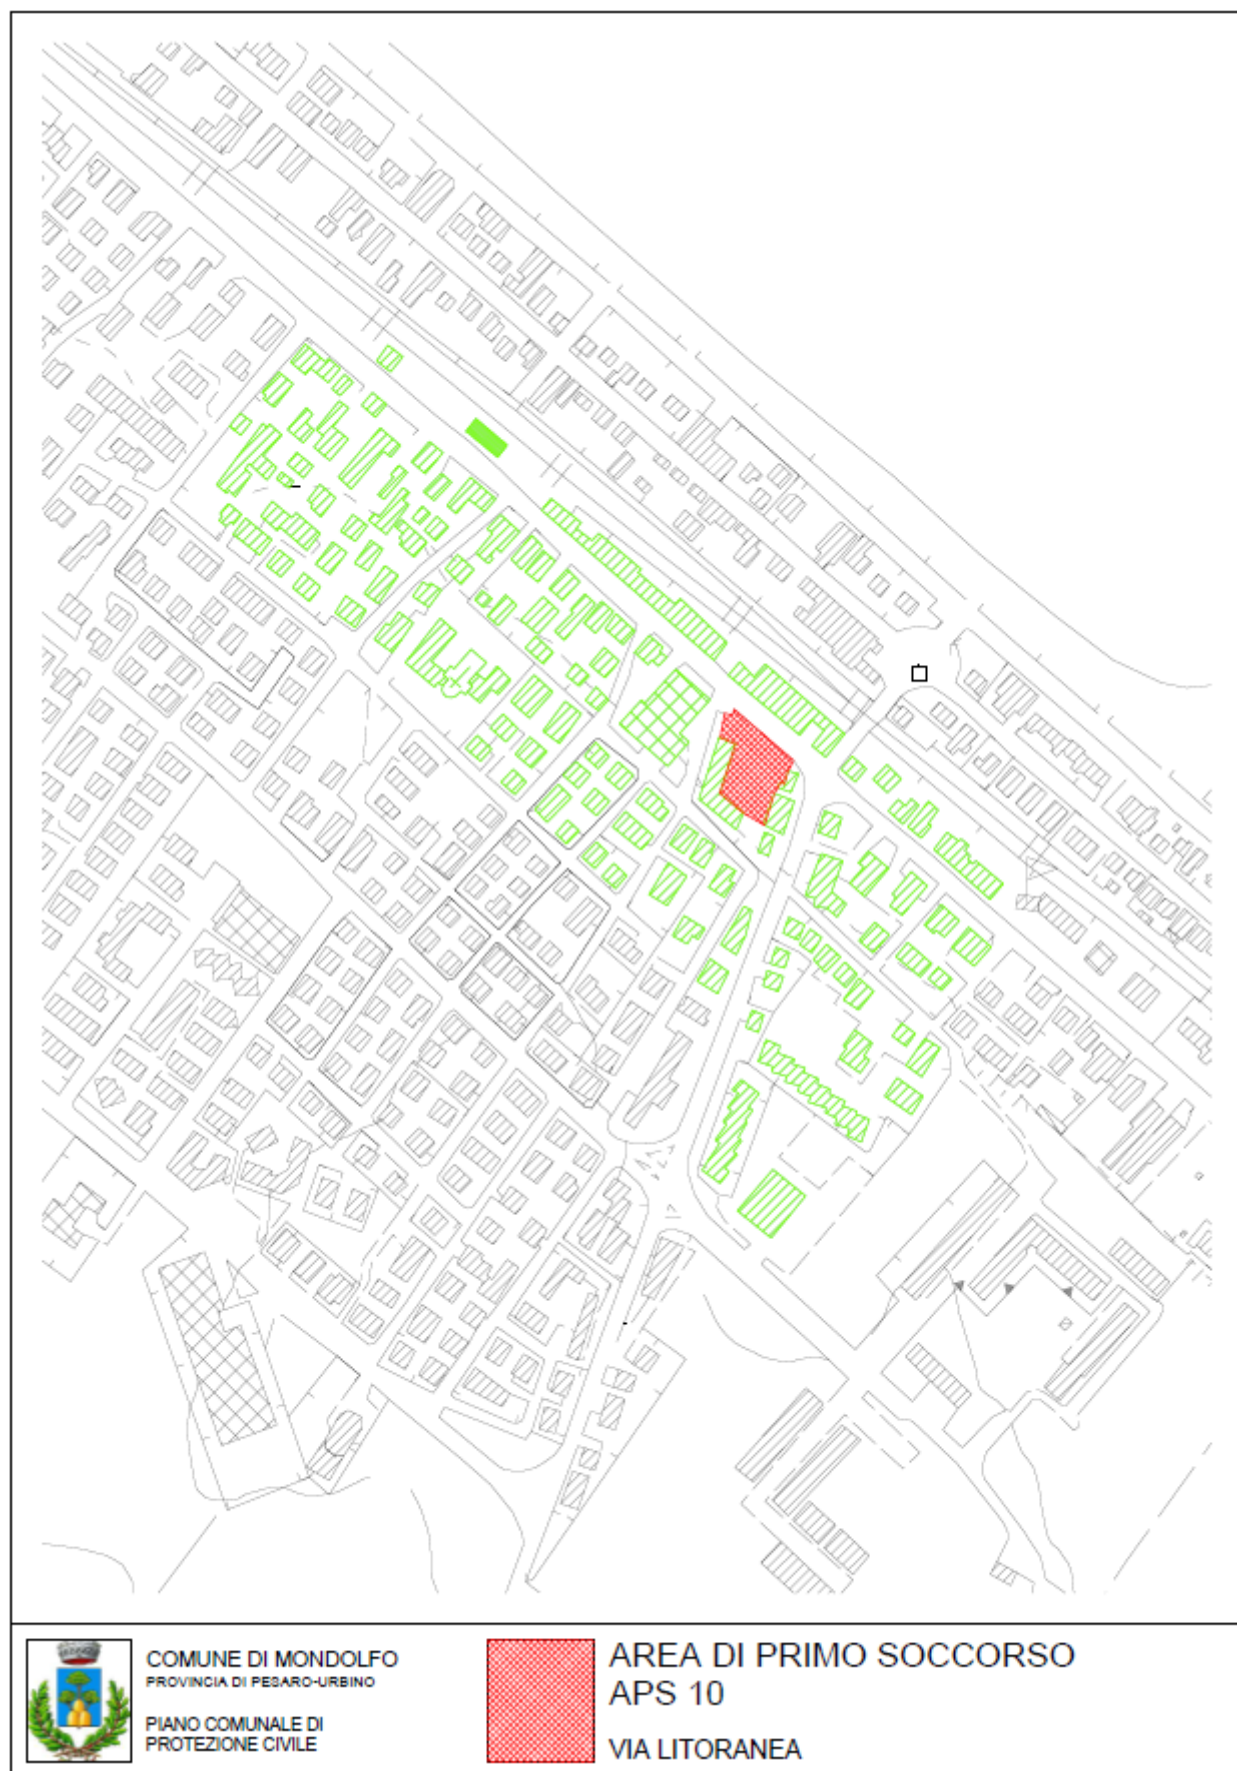 COMUNE DI MONDOLFO
PROVINCIA DI PESARO-URBINO
PIANO COMUNALE DI
PROTEZIONE CIVILE
AREA DI PRIMO SOCCORSO
APS 10
VIA LITORANEA